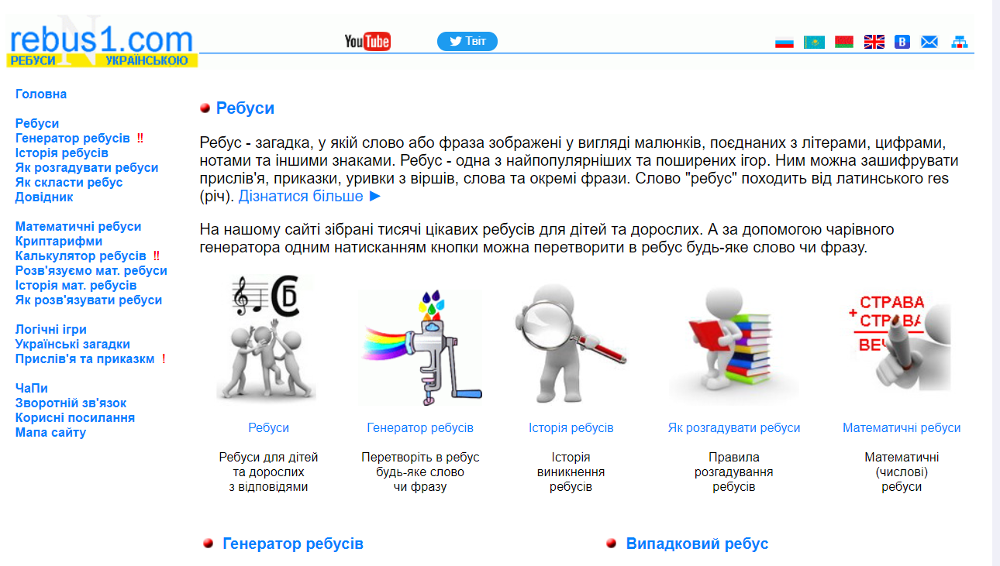 rebus1.com
РЕБУСИ N УКРАЇНСЬКОЮ
YouTube
Твіт
B
Головна
Ребуси
Генератор ребусів !!
Історія ребусів
Як розгадувати ребуси
Як скласти ребус
Довідник
Математичні ребуси
Криптарифми
Калькулятор ребусів !!
Розв'язуємо мат. ребуси
Історія мат. ребусів
Як розв'язувати ребуси
Логічні ігри
Українські загадки
Прислів'я та приказкм !
ЧаПи
Зворотній зв'язок
Корисні посилання
Мапа сайту
Ребуси
Ребус - загадка, у якій слово або фраза зображені у вигляді малюнків, поєднаних з літерами, цифрами,
нотами та іншими знаками. Ребус - одна з найпопулярніших та поширених ігор. Ним можна зашифрувати
прислів'я, приказки, уривки з віршів, слова та окремі фрази. Слово "ребус" походить від латинського res
(річ). Дізнатися більше ►
На нашому сайті зібрані тисячі цікавих ребусів для дітей та дорослих. А за допомогою чарівного
генератора одним натисканням кнопки можна перетворити в ребус будь-яке слово чи фразу.
С Б
СТРАВА
+ СТРАВА
ВЕЧ
Ребуси
Ребуси для дітей
та дорослих
з відповідями
Генератор ребусів
Перетворіть в ребус
будь-яке слово
чи фразу
Історія ребусів
Історія
виникнення
ребусів
Як розгадувати ребуси
Правила
розгадування
ребусів
Математичні ребуси
Математичні
(числові)
ребуси
Генератор ребусів
Випадковий ребус